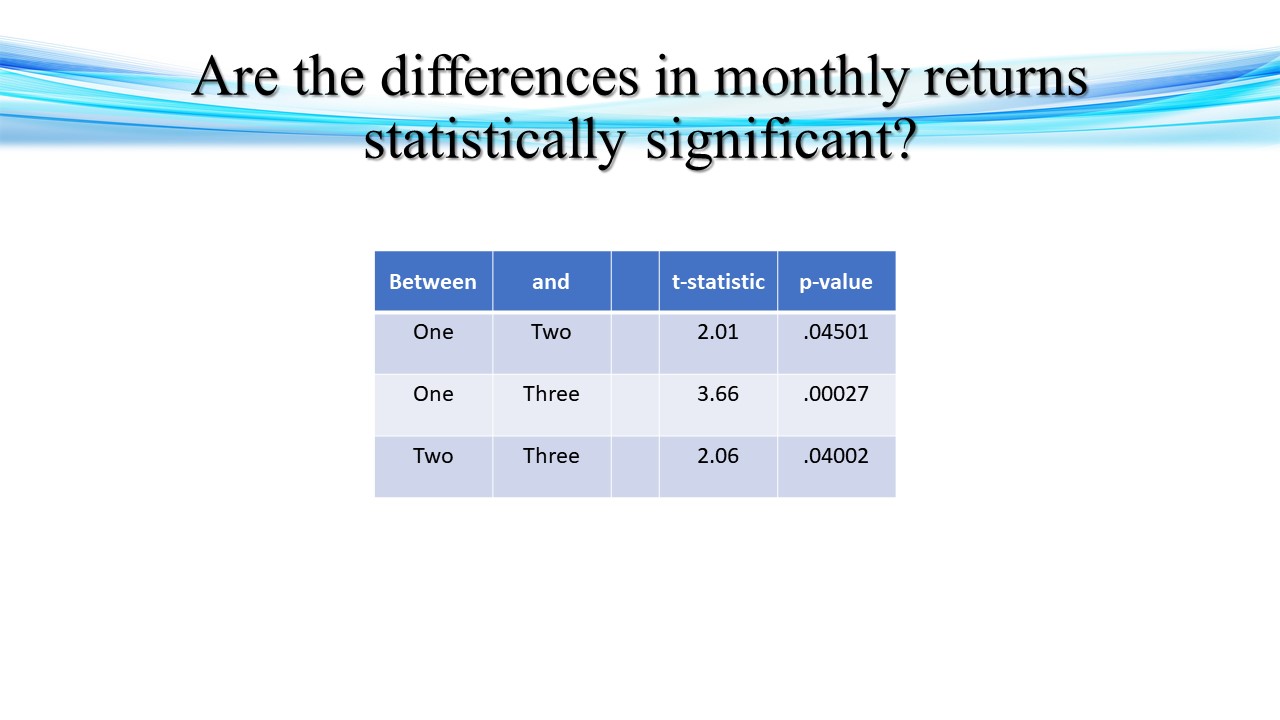 Are the differences in monthly returns
statistically significant?
Between and t-statistic p-value
One Two 2.01 .04501
One Three 3.66 .00027
Two Three 2.06 .04002